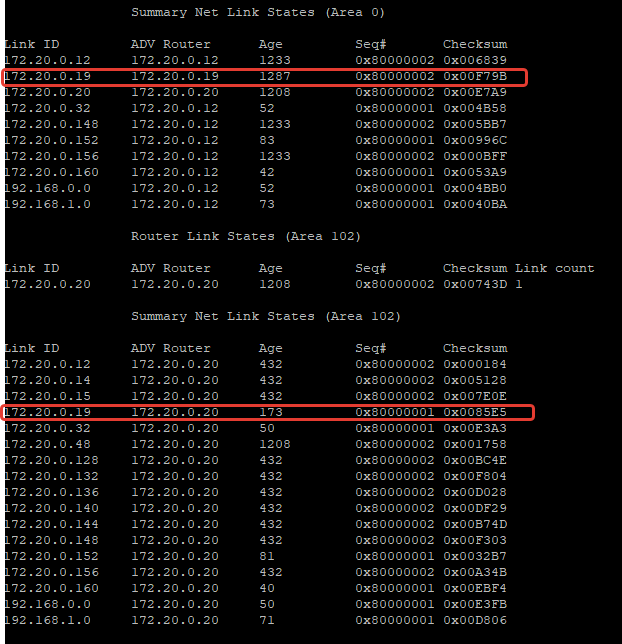 Summary Net Link States (Area 0)
Link ID ADV Router Age Seq# Checksum
172.20.0.12 172.20.0.12 1233 0x80000002 0x006839
172.20.0.19 172.20.0.19 1287 0x80000002 0x00F79B
172.20.0.20 172.20.0.20 1208 0x80000002 0x00E7A9
172.20.0.32 172.20.0.12 52 0x80000001 0x004B58
172.20.0.148 172.20.0.12 1233 0x80000002 0x005BB7
172.20.0.152 172.20.0.12 83 0x80000001 0x00996C
172.20.0.156 172.20.0.12 1233 0x80000002 0x000BFF
172.20.0.160 172.20.0.12 42 0x80000001 0x0053A9
192.168.0.0 172.20.0.12 52 0x80000001 0x004BB0
192.168.1.0 172.20.0.12 73 0x80000001 0x0040BA
Router Link States (Area 102)
Link ID ADV Router Age Seq# Checksum Link count
172.20.0.20 172.20.0.20 1208 0x80000002 0x00743D 1
Summary Net Link States (Area 102)
Link ID ADV Router Age Seq# Checksum
172.20.0.12 172.20.0.20 432 0x80000002 0x000184
172.20.0.14 172.20.0.20 432 0x80000002 0x005128
172.20.0.15 172.20.0.20 432 0x80000002 0x007E0E
172.20.0.19 172.20.0.20 173 0x80000001 0x0085E5
172.20.0.32 172.20.0.20 50 0x80000001 0x00E3A3
172.20.0.48 172.20.0.20 1208 0x80000002 0x001758
172.20.0.128 172.20.0.20 432 0x80000002 0x00BC4E
172.20.0.132 172.20.0.20 432 0x80000002 0x00F804
172.20.0.136 172.20.0.20 432 0x80000002 0x00D028
172.20.0.140 172.20.0.20 432 0x80000002 0x00DF29
172.20.0.144 172.20.0.20 432 0x80000002 0x00B74D
172.20.0.148 172.20.0.20 432 0x80000002 0x00F303
172.20.0.152 172.20.0.20 81 0x80000001 0x0032B7
172.20.0.156 172.20.0.20 432 0x80000002 0x00A34B
172.20.0.160 172.20.0.20 40 0x80000001 0x00EBF4
192.168.0.0 172.20.0.20 50 0x80000001 0x00E3FB
192.168.1.0 172.20.0.20 71 0x80000001 0x00D806